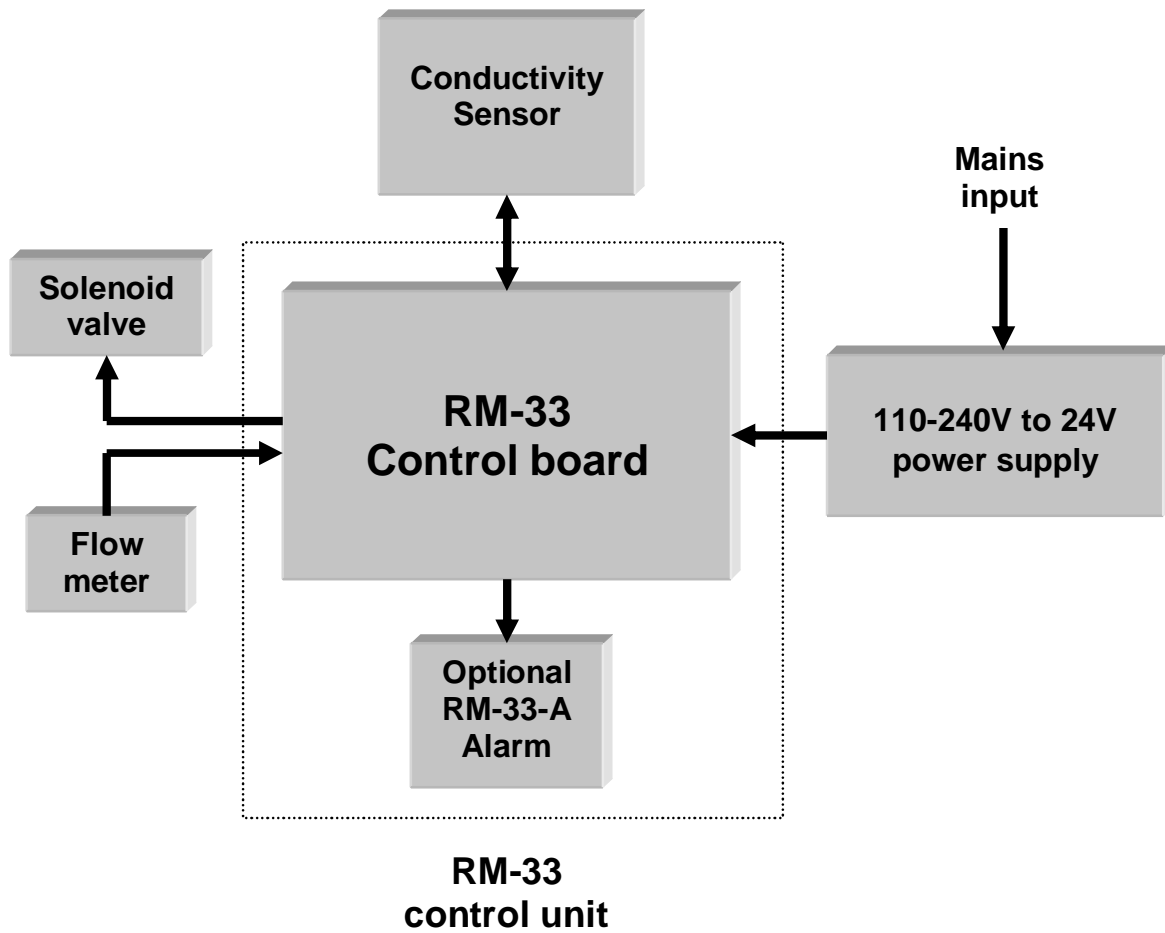 Conductivity
Sensor
Mains
input
Solenoid
valve
RM-33
Control board
110-240V to 24V
power supply
Flow
meter
Optional
RM-33-A
Alarm
RM-33
control unit